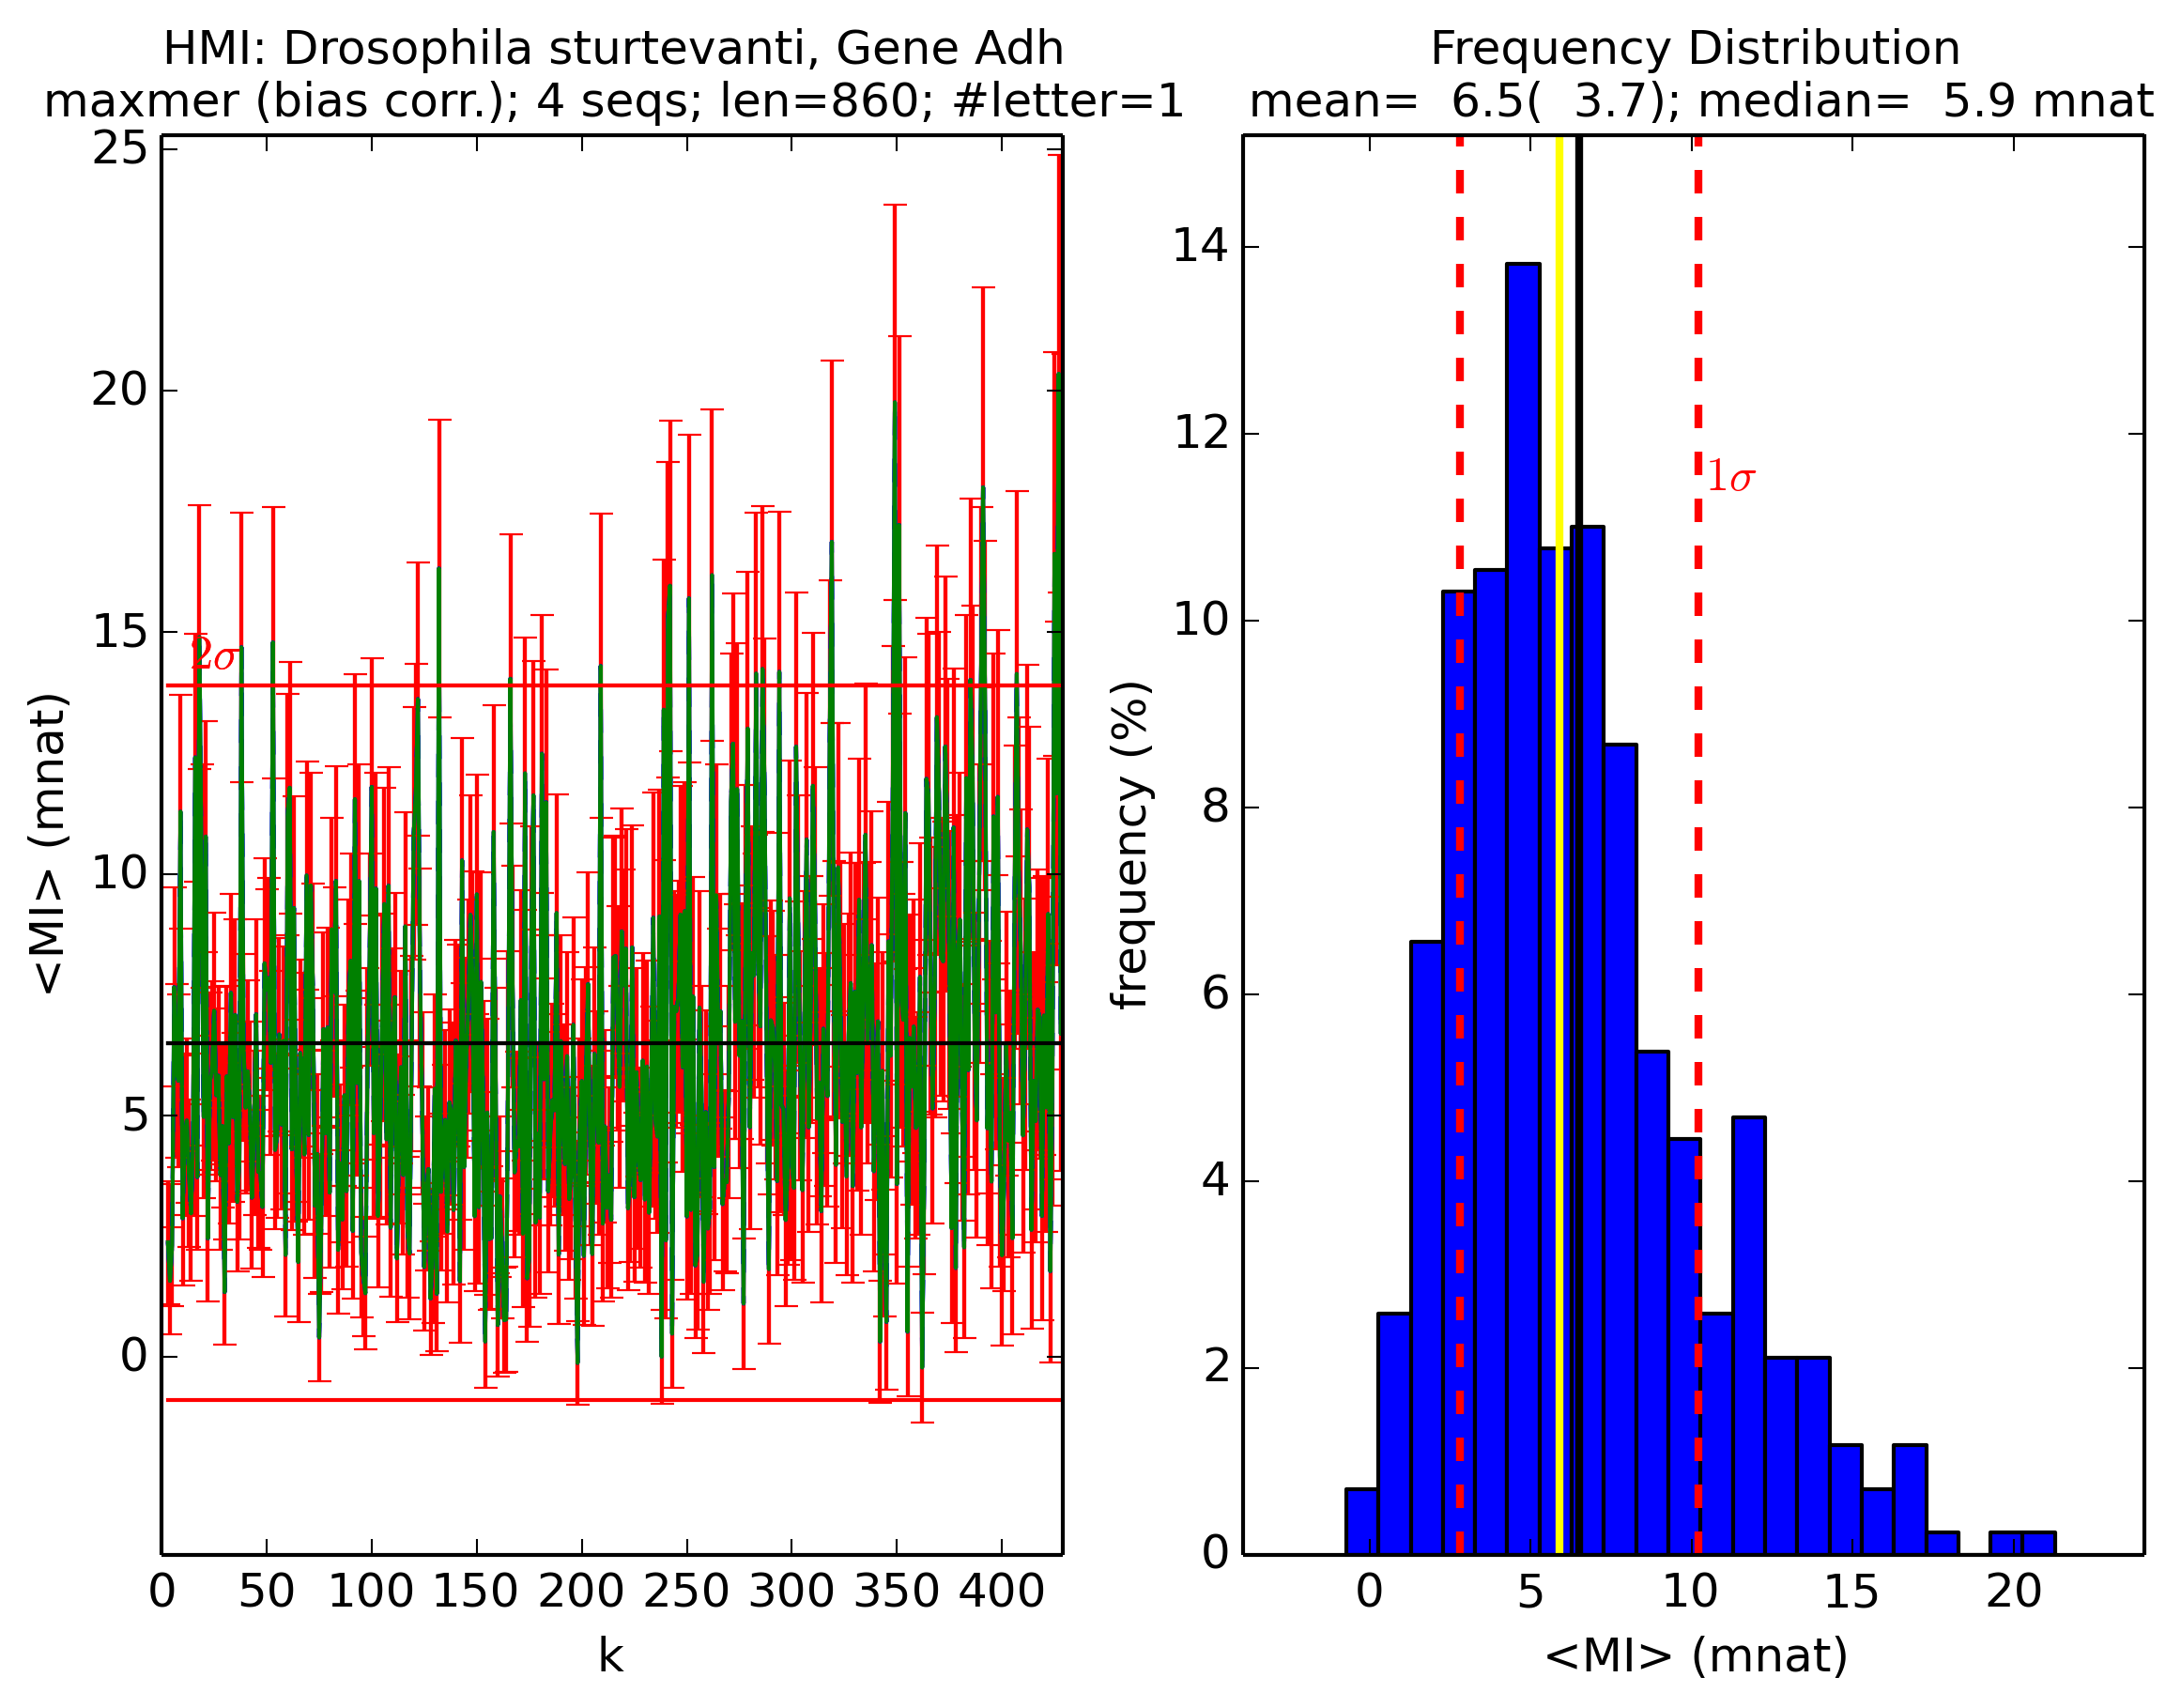 HMI: Drosophila sturtevanti, Gene Adh
maxmer (bias corr.); 4 seqs; len=860; #letter=1
25
20
15
10
5
0
<MI> (mnat)
2σ
0 50 100 150 200 250 300 350 400
k
Frequency Distribution
mean=  6.5(  3.7); median=  5.9 mnat
14
12
10
8
6
4
2
0
frequency (%)
1σ
0 5 10 15 20
<MI> (mnat)